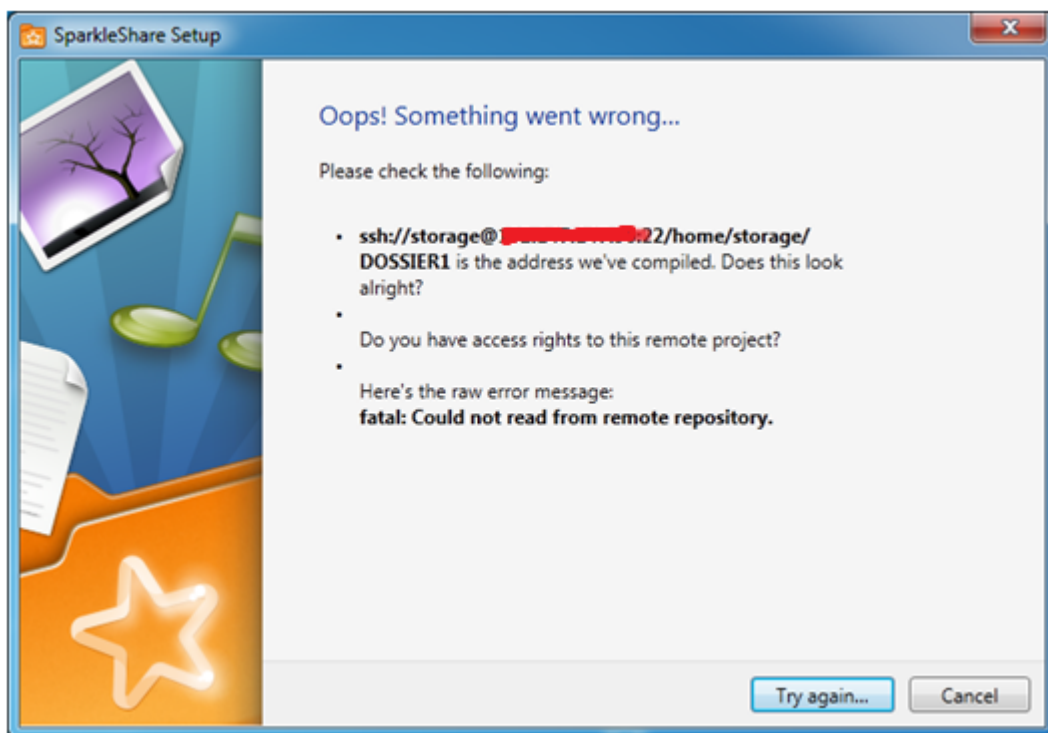 SparkleShare Setup
Oops! Something went wrong...
Please check the following:
• ssh://storage@ :22/home/storage/
DOSSIER1 is the address we've compiled. Does this look
alright?
•
Do you have access rights to this remote project?
•
Here's the raw error message:
fatal: Could not read from remote repository.
Try again... Cancel